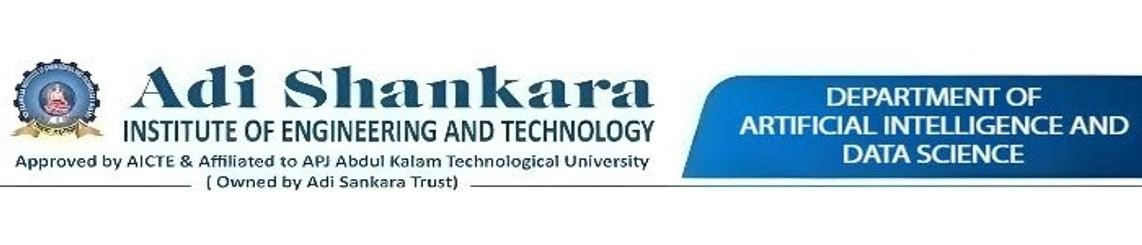 Adi Shankara
INSTITUTE OF ENGINEERING AND TECHNOLOGY
Approved by AICTE & Affiliated to APJ Abdul Kalam Technological University
( Owned by Adi Sankara Trust)
DEPARTMENT OF
ARTIFICIAL INTELLIGENCE AND
DATA SCIENCE